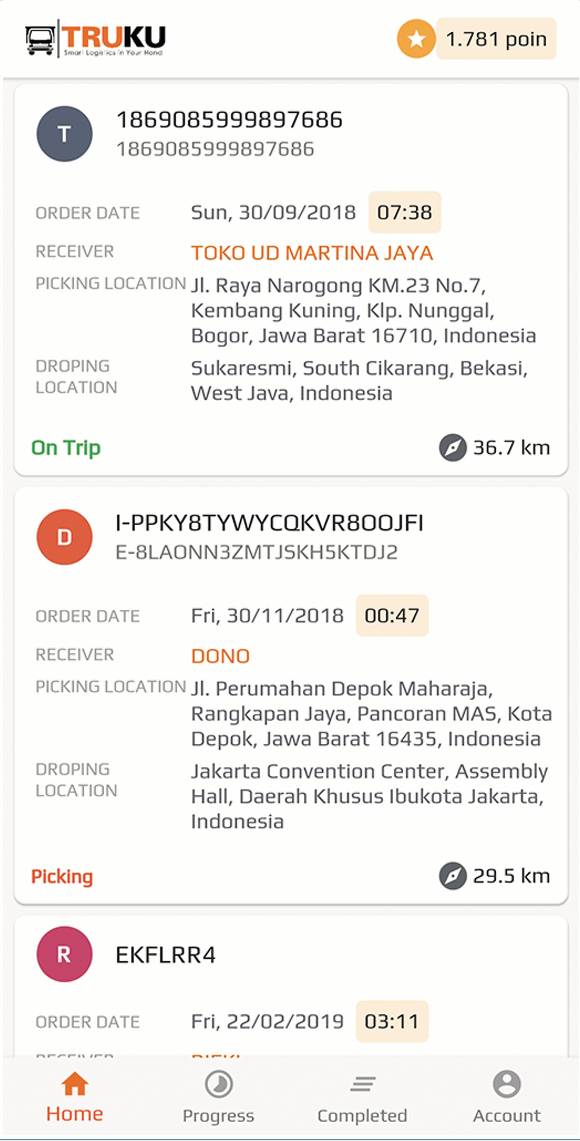 TRUKU
Smart Logistics in Your Hand
1.781 poin
T
1869085999897686
1869085999897686
ORDER DATE Sun, 30/09/2018 07:38
RECEIVER TOKO UD MARTINA JAYA
PICKING LOCATION Jl. Raya Narogong KM.23 No.7,
Kembang Kuning, Klp. Nunggal,
Bogor, Jawa Barat 16710, Indonesia
DROPING Sukaresmi, South Cikarang, Bekasi,
LOCATION West Java, Indonesia
On Trip 36.7 km
D
I-PPKY8TYWYCQKVR8OOJFI
E-8LAONN3ZMTJSKH5KTDJ2
ORDER DATE Fri, 30/11/2018 00:47
RECEIVER DONO
PICKING LOCATION Jl. Perumahan Depok Maharaja,
Rangkapan Jaya, Pancoran MAS, Kota
Depok, Jawa Barat 16435, Indonesia
DROPING Jakarta Convention Center, Assembly
LOCATION Hall, Daerah Khusus Ibukota Jakarta,
Indonesia
Picking 29.5 km
R
EKFLRR4
ORDER DATE Fri, 22/02/2019 03:11
RECEIVER
Home Progress Completed Account